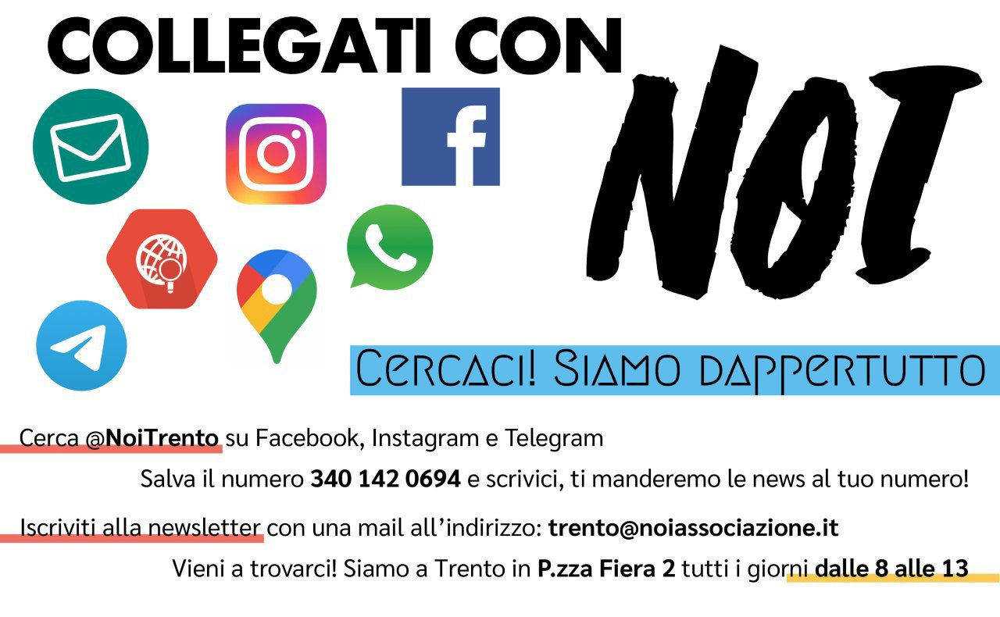 COLLEGATI CON
NOI
Cercaci! Siamo dappertutto
Cerca @NoiTrento su Facebook, Instagram e Telegram
Salva il numero 340 142 0694 e scrivici, ti manderemo le news al tuo numero!
Iscriviti alla newsletter con una mail all’indirizzo: trento@noiassociazione.it
Vieni a trovarci! Siamo a Trento in P.zza Fiera 2 tutti i giorni dalle 8 alle 13